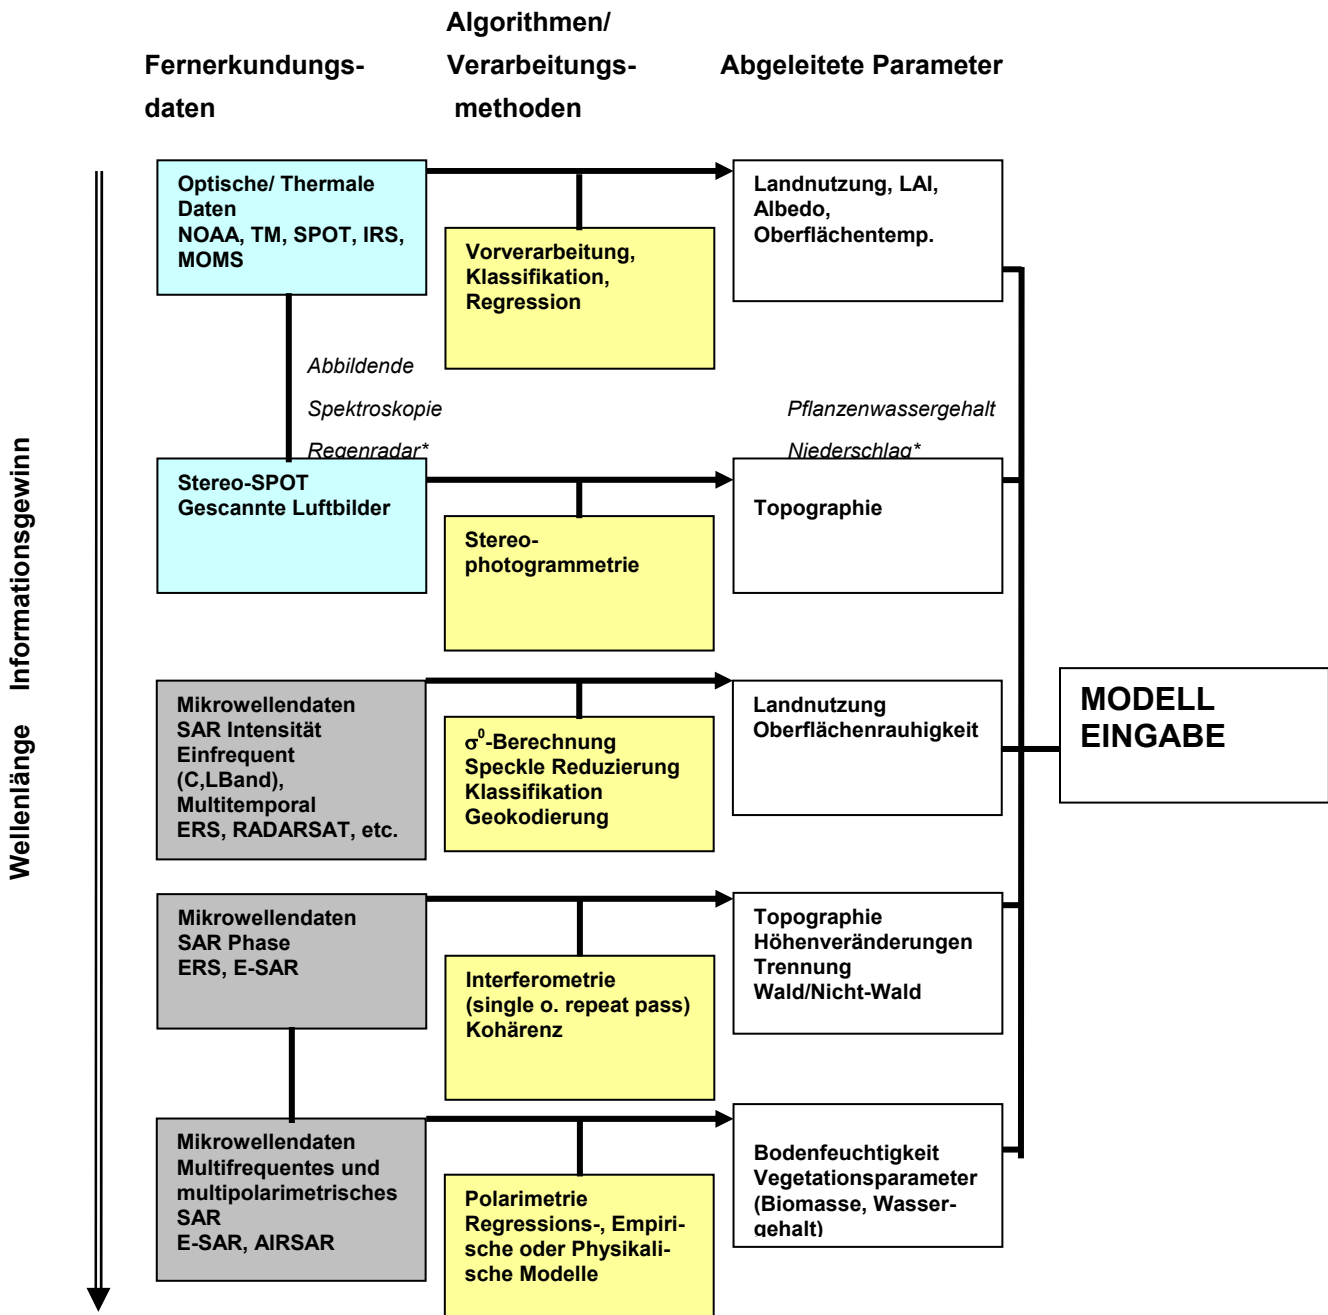 Fernerkundungs-
daten
Algorithmen/
Verarbeitungs-
methoden
Abgeleitete Parameter
Wellenlänge Informationsgewinn
Optische/ Thermale
Daten
NOAA, TM, SPOT, IRS,
MOMS
Vorverarbeitung,
Klassifikation,
Regression
Landnutzung, LAI,
Albedo,
Oberflächentemp.
Abbildende
Spektroskopie
Regenradar*
Pflanzenwassergehalt
Niederschlag*
Stereo-SPOT
Gescannte Luftbilder
Stereo-
photogrammetrie
Topographie
Mikrowellendaten
SAR Intensität
Einfrequent
(C,LBand),
Multitemporal
ERS, RADARSAT, etc.
σ⁰-Berechnung
Speckle Reduzierung
Klassifikation
Geokodierung
Landnutzung
Oberflächenrauhigkeit
MODELL
EINGABE
Mikrowellendaten
SAR Phase
ERS, E-SAR
Interferometrie
(single o. repeat pass)
Kohärenz
Topographie
Höhenveränderungen
Trennung
Wald/Nicht-Wald
Mikrowellendaten
Multifrequentes und
multipolarimetrisches
SAR
E-SAR, AIRSAR
Polarimetrie
Regressions-, Empiri-
sche oder Physikali-
sche Modelle
Bodenfeuchtigkeit
Vegetationsparameter
(Biomasse, Wasser-
gehalt)